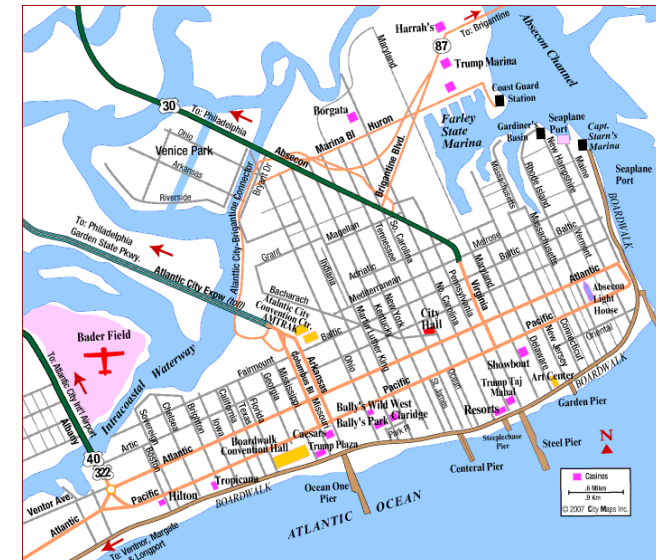 Harrah's
To: Brigantine
87
Absecon Channel
Trump Marina
Maryland
Coast Guard
Station
30
To: Philadelphia
Borgata
Huron
Marina Bl
Farley
State
Marina
Gardiner's
Basin
Seaplane
Port
Capt.
Starn's
Marina
Ohio
Venice Park
Arkansas
Riverside
Absecon
Bryant Dr
Brigantine Blvd.
Massachusetts
Rhode Island
New Hampshire
Maine
Seaplane
Port
BOARDWALK
Atlantic City-Brigantine Connector
To: Philadelphia
Garden State Pkwy.
Atlantic City Expw (toll)
Grant
Magellan
So. Carolina
Tennessee
Indiana
Adriatic
Mediterranean
Melrose
Baltic
Massachusetts
Baltic
Vermont
Maryland
Virginia
Pennsylvania
No. Carolina
Atlantic
Bacharach
Atalntic City
Convention Ctr.
AMTRAK
Baltic
New York
Kentucky
Martin Luther King
City
Hall
Pacific
Absecon
Light
House
Bader Field
To: Atlantic City Int'l Airport
Intracoastal Waterway
Albany
Columbus Bl
Arkansas
Ohio
Fairmount
Mississippi
Georgia
Florida
Texas
California
Iowa
Brighton
Chelsea
Sovereign
Boston
Artic
Missouri
Pacific
Ocean
St. James
Showboat
Delaware
New Jersey
Connecticut
Oriental
Trump Taj
Mahal
Art Center
BOARDWALK
Garden Pier
Bally's Wild West
Bally's Park
Claridge
Park Pl
Resorts
Steeplechase Pier
Steel Pier
N
40
322
Atlantic
Boardwalk
Convention Hall
Caesars
Trump Plaza
Central Pier
Ventor Ave.
Pacific
Hilton
Tropicana
BOARDWALK
Ocean One
Pier
Atlantic
To: Ventnor, Margate
& Longport
ATLANTIC OCEAN
Casinos
.6 Miles
.9 Km
© 2007 City Maps Inc.